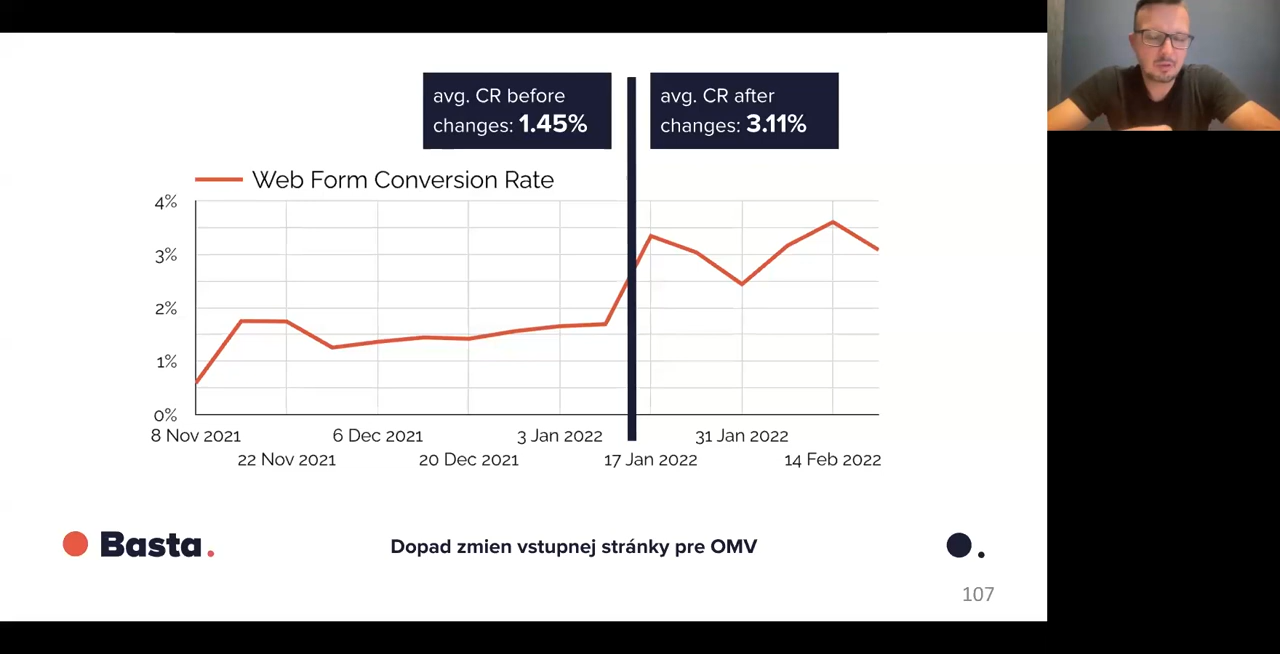 avg. CR before
changes: 1.45%
avg. CR after
changes: 3.11%
Web Form Conversion Rate
4%
3%
2%
1%
0%
8 Nov 2021
6 Dec 2021
3 Jan 2022
31 Jan 2022
22 Nov 2021
20 Dec 2021
17 Jan 2022
14 Feb 2022
Basta.
Dopad zmien vstupnej stránky pre OMV
107